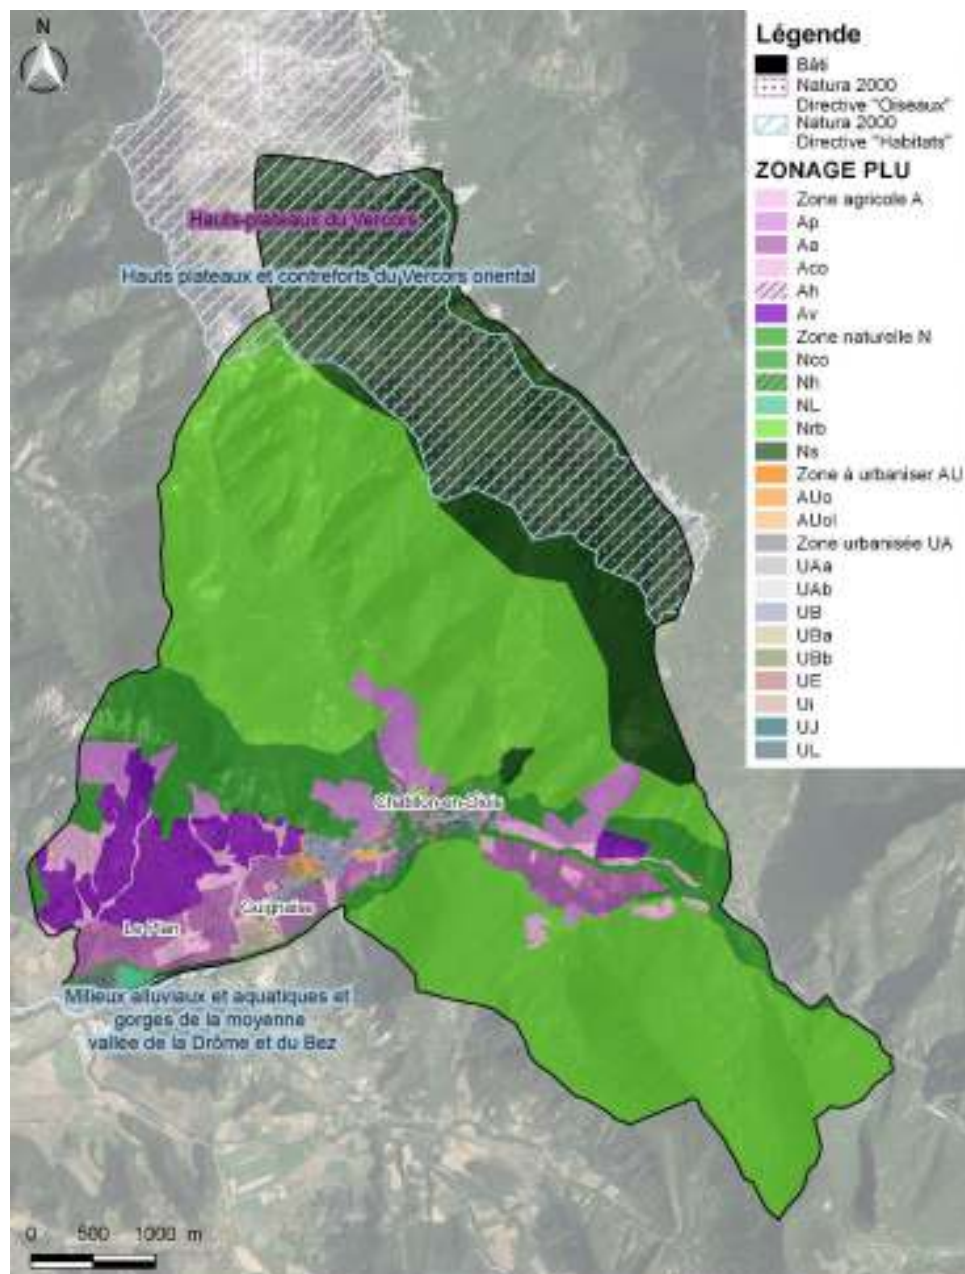 N
Légende
Bâti
Natura 2000
Directive "Oiseaux"
Natura 2000
Directive "Habitats"
ZONAGE PLU
Zone agricole A
Ap
Aa
Aco
Ah
Av
Zone naturelle N
Nco
Nh
NL
Nrb
Ns
Zone à urbaniser AU
AUo
AUoi
Zone urbanisée UA
UAa
UAb
UB
UBa
UBb
UE
Ui
UJ
UL
Hauts-plateaux du Vercors
Hauts plateaux et contreforts du Vercors oriental
Châtillon-en-Diois
Guignaise
Le Plan
Milieux alluviaux et aquatiques et
gorges de la moyenne
vallée de la Drôme et du Bez
0 500 1000 m